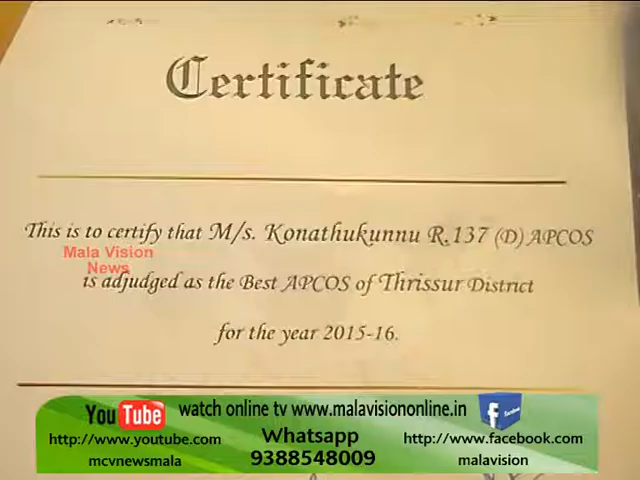 Certificate
This is to certify that M/s. Konathukunnu R.137 (D) APCOS
Mala Vision
News
is adjudged as the Best APCOS of Thrissur District
for the year 2015-16.
YouTube watch online tv www.malavisiononline.in facebook
http://www.youtube.com Whatsapp http://www.facebook.com
mcvnewsmala 9388548009 malavision